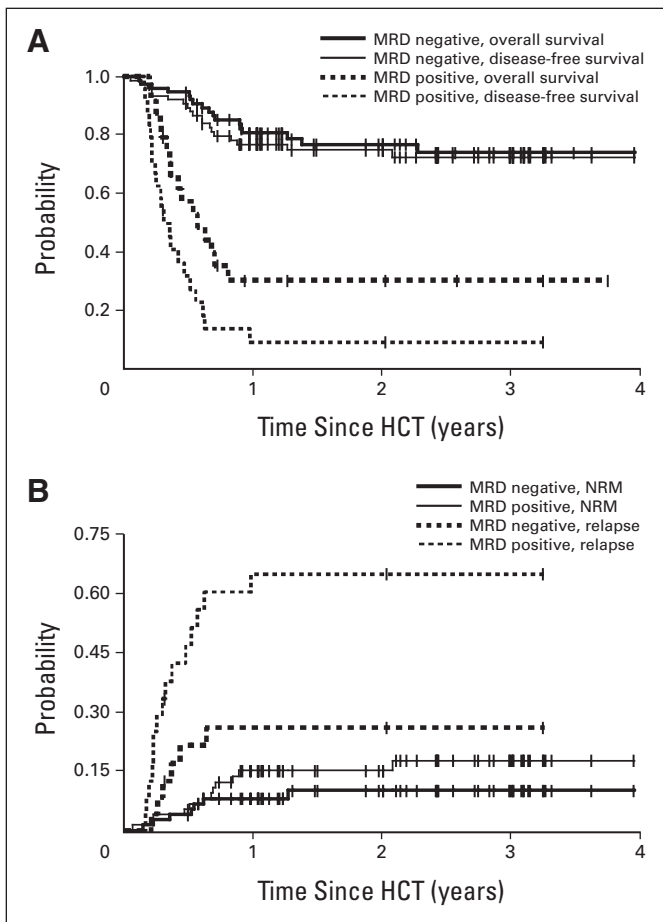 A
MRD negative, overall survival
MRD negative, disease-free survival
MRD positive, overall survival
MRD positive, disease-free survival
1.0
0.8
0.6
0.4
0.2
0
1
2
3
4
Probability
Time Since HCT (years)
B
MRD negative, NRM
MRD positive, NRM
MRD negative, relapse
MRD positive, relapse
0.75
0.60
0.45
0.30
0.15
0
1
2
3
4
Probability
Time Since HCT (years)